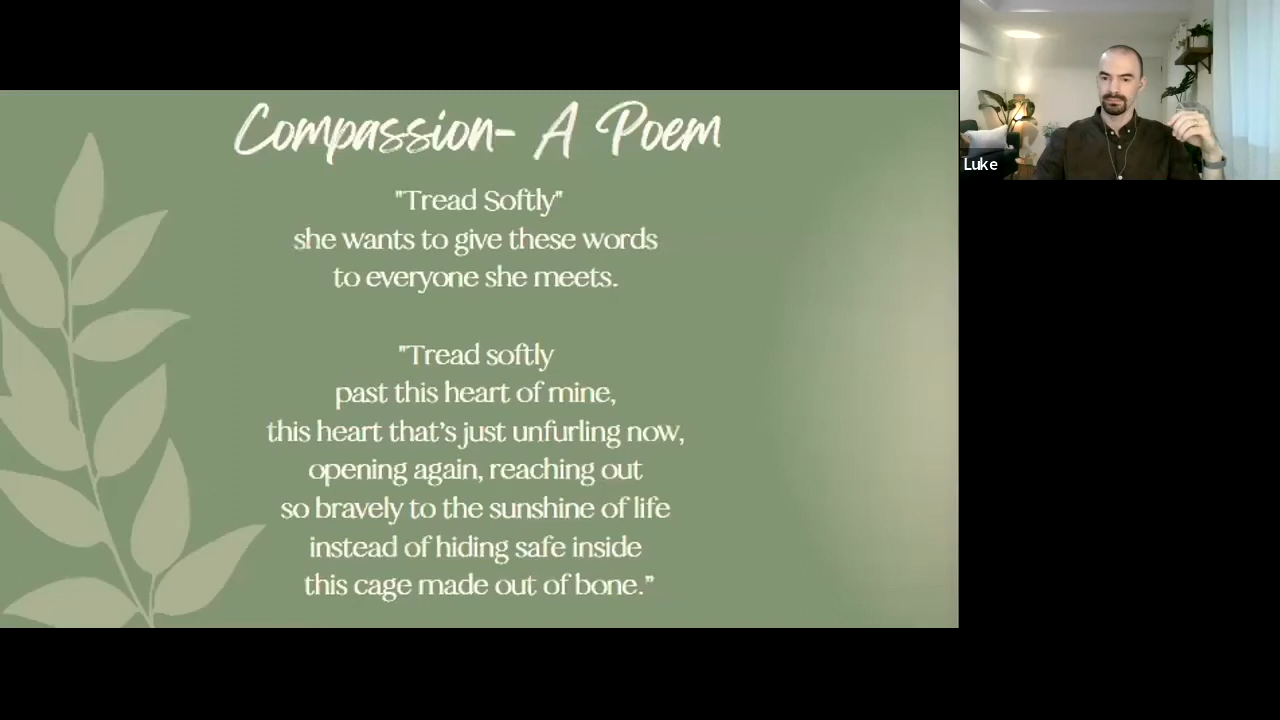 Compassion- A Poem
"Tread Softly"
she wants to give these words
to everyone she meets.
"Tread softly
past this heart of mine,
this heart that's just unfurling now,
opening again, reaching out
so bravely to the sunshine of life
instead of hiding safe inside
this cage made out of bone."
Luke